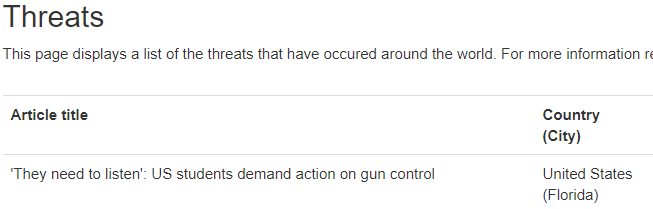 Threats
This page displays a list of the threats that have occured around the world. For more information
Article title
Country
(City)
'They need to listen': US students demand action on gun control
United States
(Florida)